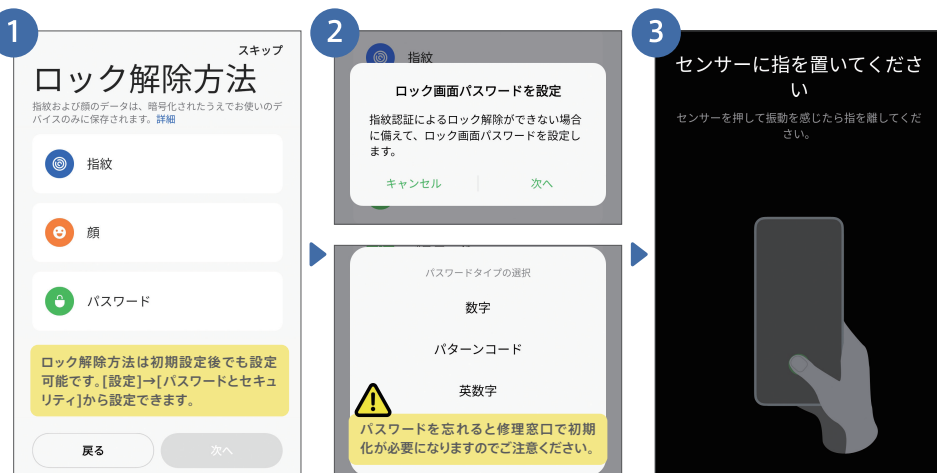 1
スキップ
ロック解除方法
指紋および顔のデータは、暗号化されたうえでお使いのデ
バイスのみに保存されます。詳細
指紋
顔
パスワード
ロック解除方法は初期設定後でも設定
可能です。[設定]→[パスワードとセキュ
リティ]から設定できます。
戻る
次へ
2
指紋
ロック画面パスワードを設定
指紋認証によるロック解除ができない場合
に備えて、ロック画面パスワードを設定し
ます。
キャンセル
次へ
パスワードタイプの選択
数字
パターンコード
英数字
パスワードを忘れると修理窓口で初期
化が必要になりますのでご注意ください。
3
センサーに指を置いてくださ
い
センサーを押して振動を感じたら指を離してくだ
さい。